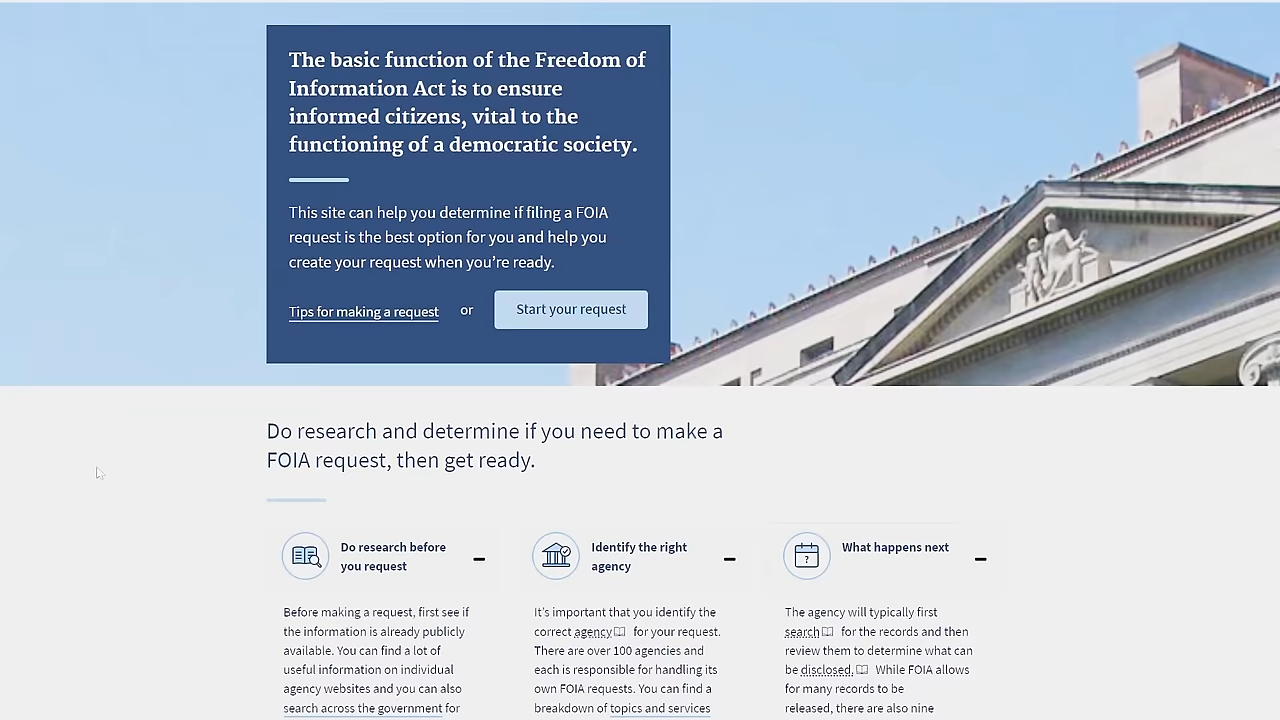 The basic function of the Freedom of
Information Act is to ensure
informed citizens, vital to the
functioning of a democratic society.
This site can help you determine if filing a FOIA
request is the best option for you and help you
create your request when you’re ready.
Tips for making a request or Start your request
Do research and determine if you need to make a
FOIA request, then get ready.
Do research before
you request
Before making a request, first see if
the information is already publicly
available. You can find a lot of
useful information on individual
agency websites and you can also
search across the government for
Identify the right
agency
It’s important that you identify the
correct agency for your request.
There are over 100 agencies and
each is responsible for handling its
own FOIA requests. You can find a
breakdown of topics and services
What happens next
?
The agency will typically first
search for the records and then
review them to determine what can
be disclosed. While FOIA allows
for many records to be
released, there are also nine